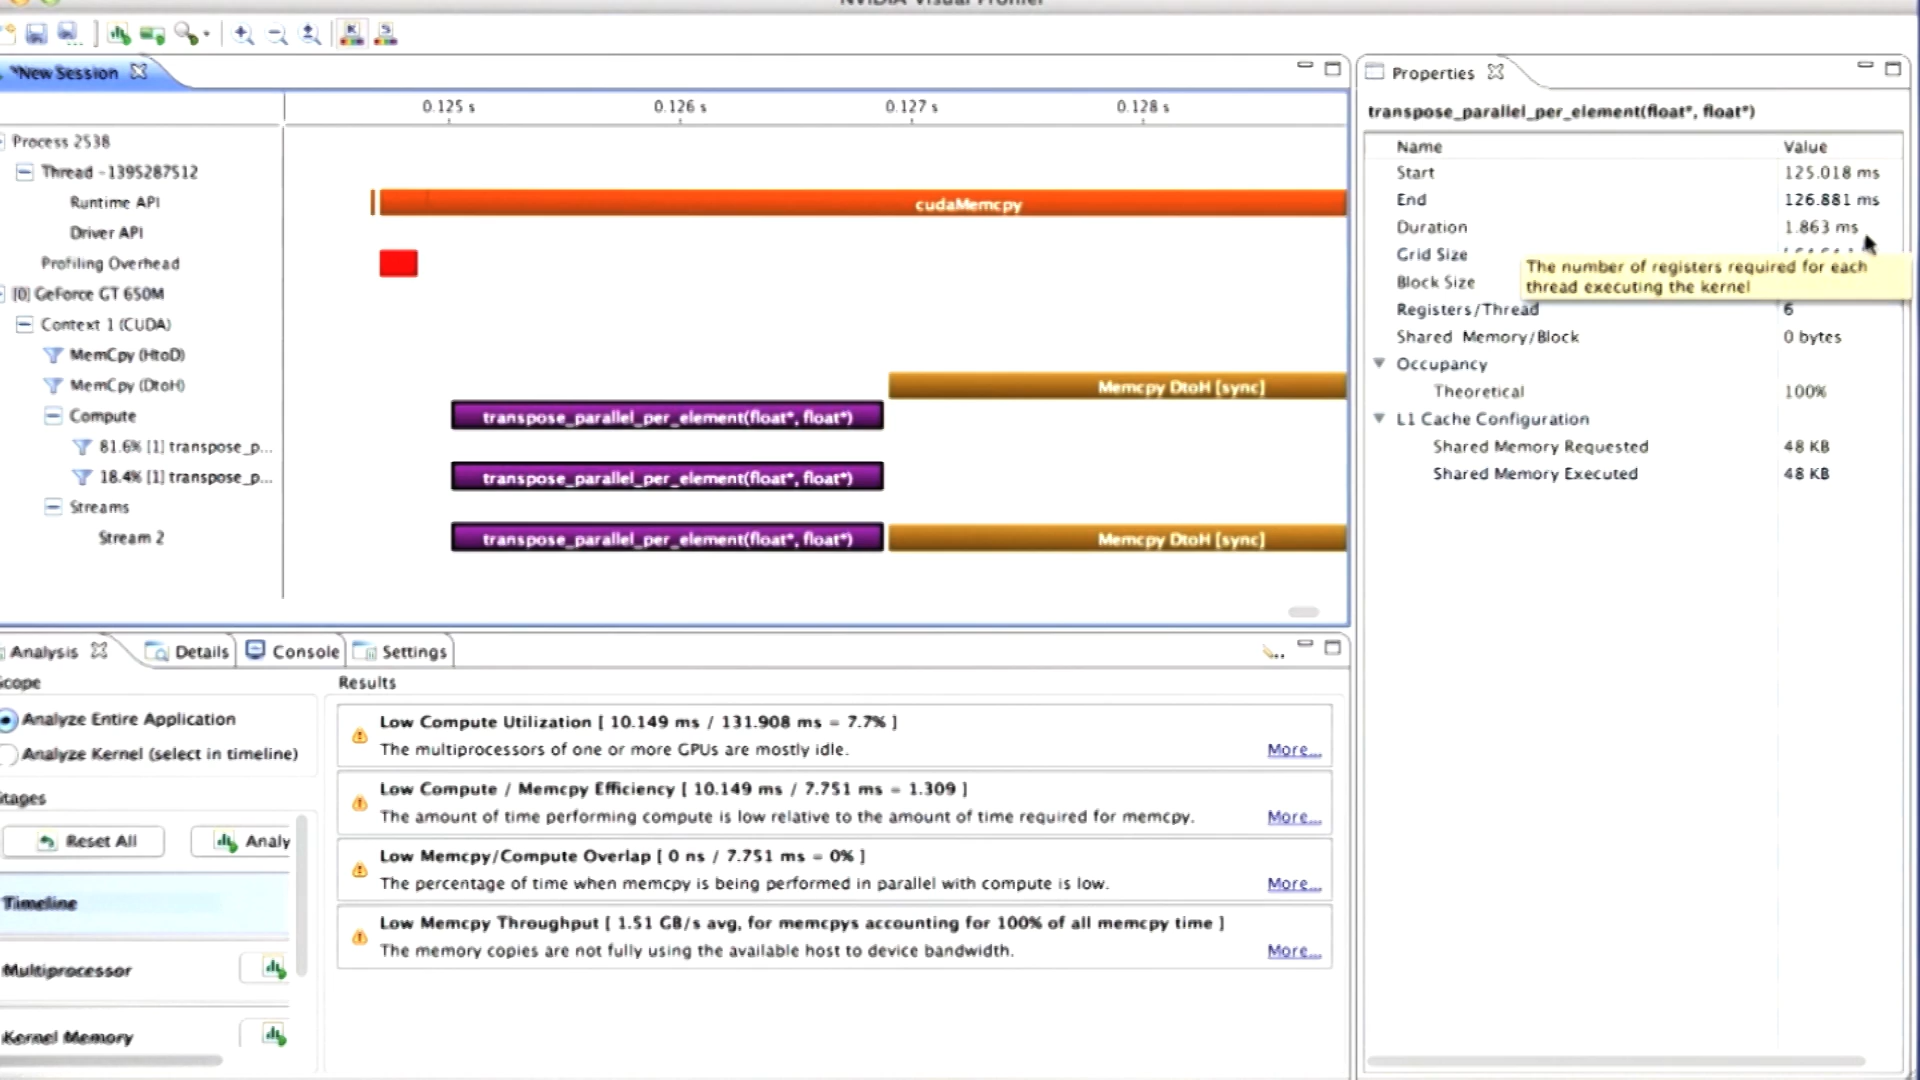 NVIDIA Visual Profiler
*New Session
0.125 s
0.126 s
0.127 s
0.128 s
Process 2538
Thread -1395287512
Runtime API
cudaMemcpy
Driver API
Profiling Overhead
[0] GeForce GT 650M
Context 1 (CUDA)
MemCpy (HtoD)
MemCpy (DtoH)
Memcpy DtoH [sync]
Compute
transpose_parallel_per_element(float*, float*)
81.6% [1] transpose_p...
18.4% [1] transpose_p...
transpose_parallel_per_element(float*, float*)
Streams
Stream 2
transpose_parallel_per_element(float*, float*)
Memcpy DtoH [sync]
Properties
transpose_parallel_per_element(float*, float*)
Name Value
Start 125.018 ms
End 126.881 ms
Duration 1.863 ms
Grid Size
Block Size
The number of registers required for each
thread executing the kernel
Registers/Thread 6
Shared Memory/Block 0 bytes
Occupancy
Theoretical 100%
L1 Cache Configuration
Shared Memory Requested 48 KB
Shared Memory Executed 48 KB
Analysis
Details
Console
Settings
Scope
Analyze Entire Application
Analyze Kernel (select in timeline)
Stages
Reset All
Analy
Timeline
Multiprocessor
Kernel Memory
Results
Low Compute Utilization [ 10.149 ms / 131.908 ms = 7.7% ]
The multiprocessors of one or more GPUs are mostly idle. More...
Low Compute / Memcpy Efficiency [ 10.149 ms / 7.751 ms = 1.309 ]
The amount of time performing compute is low relative to the amount of time required for memcpy. More...
Low Memcpy/Compute Overlap [ 0 ns / 7.751 ms = 0% ]
The percentage of time when memcpy is being performed in parallel with compute is low. More...
Low Memcpy Throughput [ 1.51 GB/s avg, for memcpys accounting for 100% of all memcpy time ]
The memory copies are not fully using the available host to device bandwidth. More...